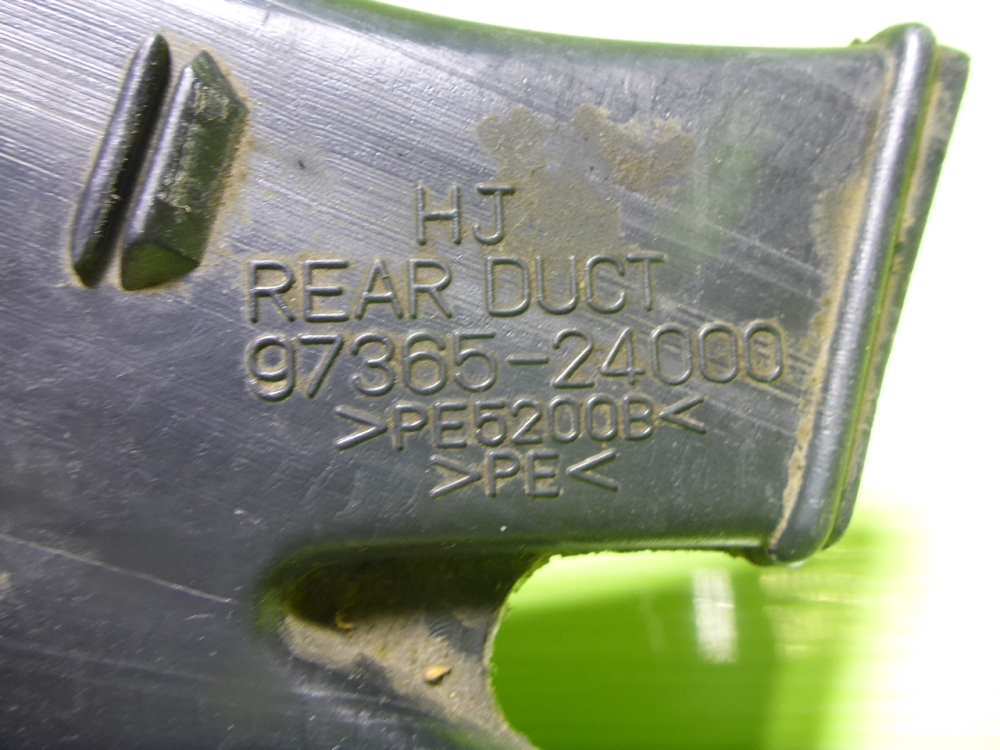 HJ
REAR DUCT
97365-24000
>PE5200B<
>PE<